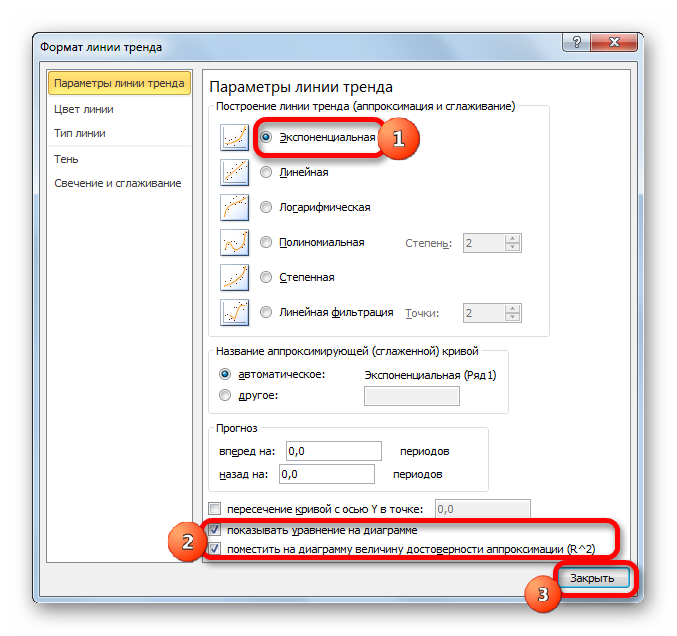 Формат линии тренда
?
Параметры линии тренда
Цвет линии
Тип линии
Тень
Свечение и сглаживание
Параметры линии тренда
Построение линии тренда (аппроксимация и сглаживание)
Экспоненциальная 1
Линейная
Логарифмическая
Полиномиальная Степень: 2
Степенная
Линейная фильтрация Точки: 2
Название аппроксимирующей (сглаженной) кривой
автоматическое: Экспоненциальная (Ряд1)
другое:
Прогноз
вперед на: 0,0 периодов
назад на: 0,0 периодов
пересечение кривой с осью Y в точке: 0,0
2 показывать уравнение на диаграмме
поместить на диаграмму величину достоверности аппроксимации (R^2)
Закрыть
3